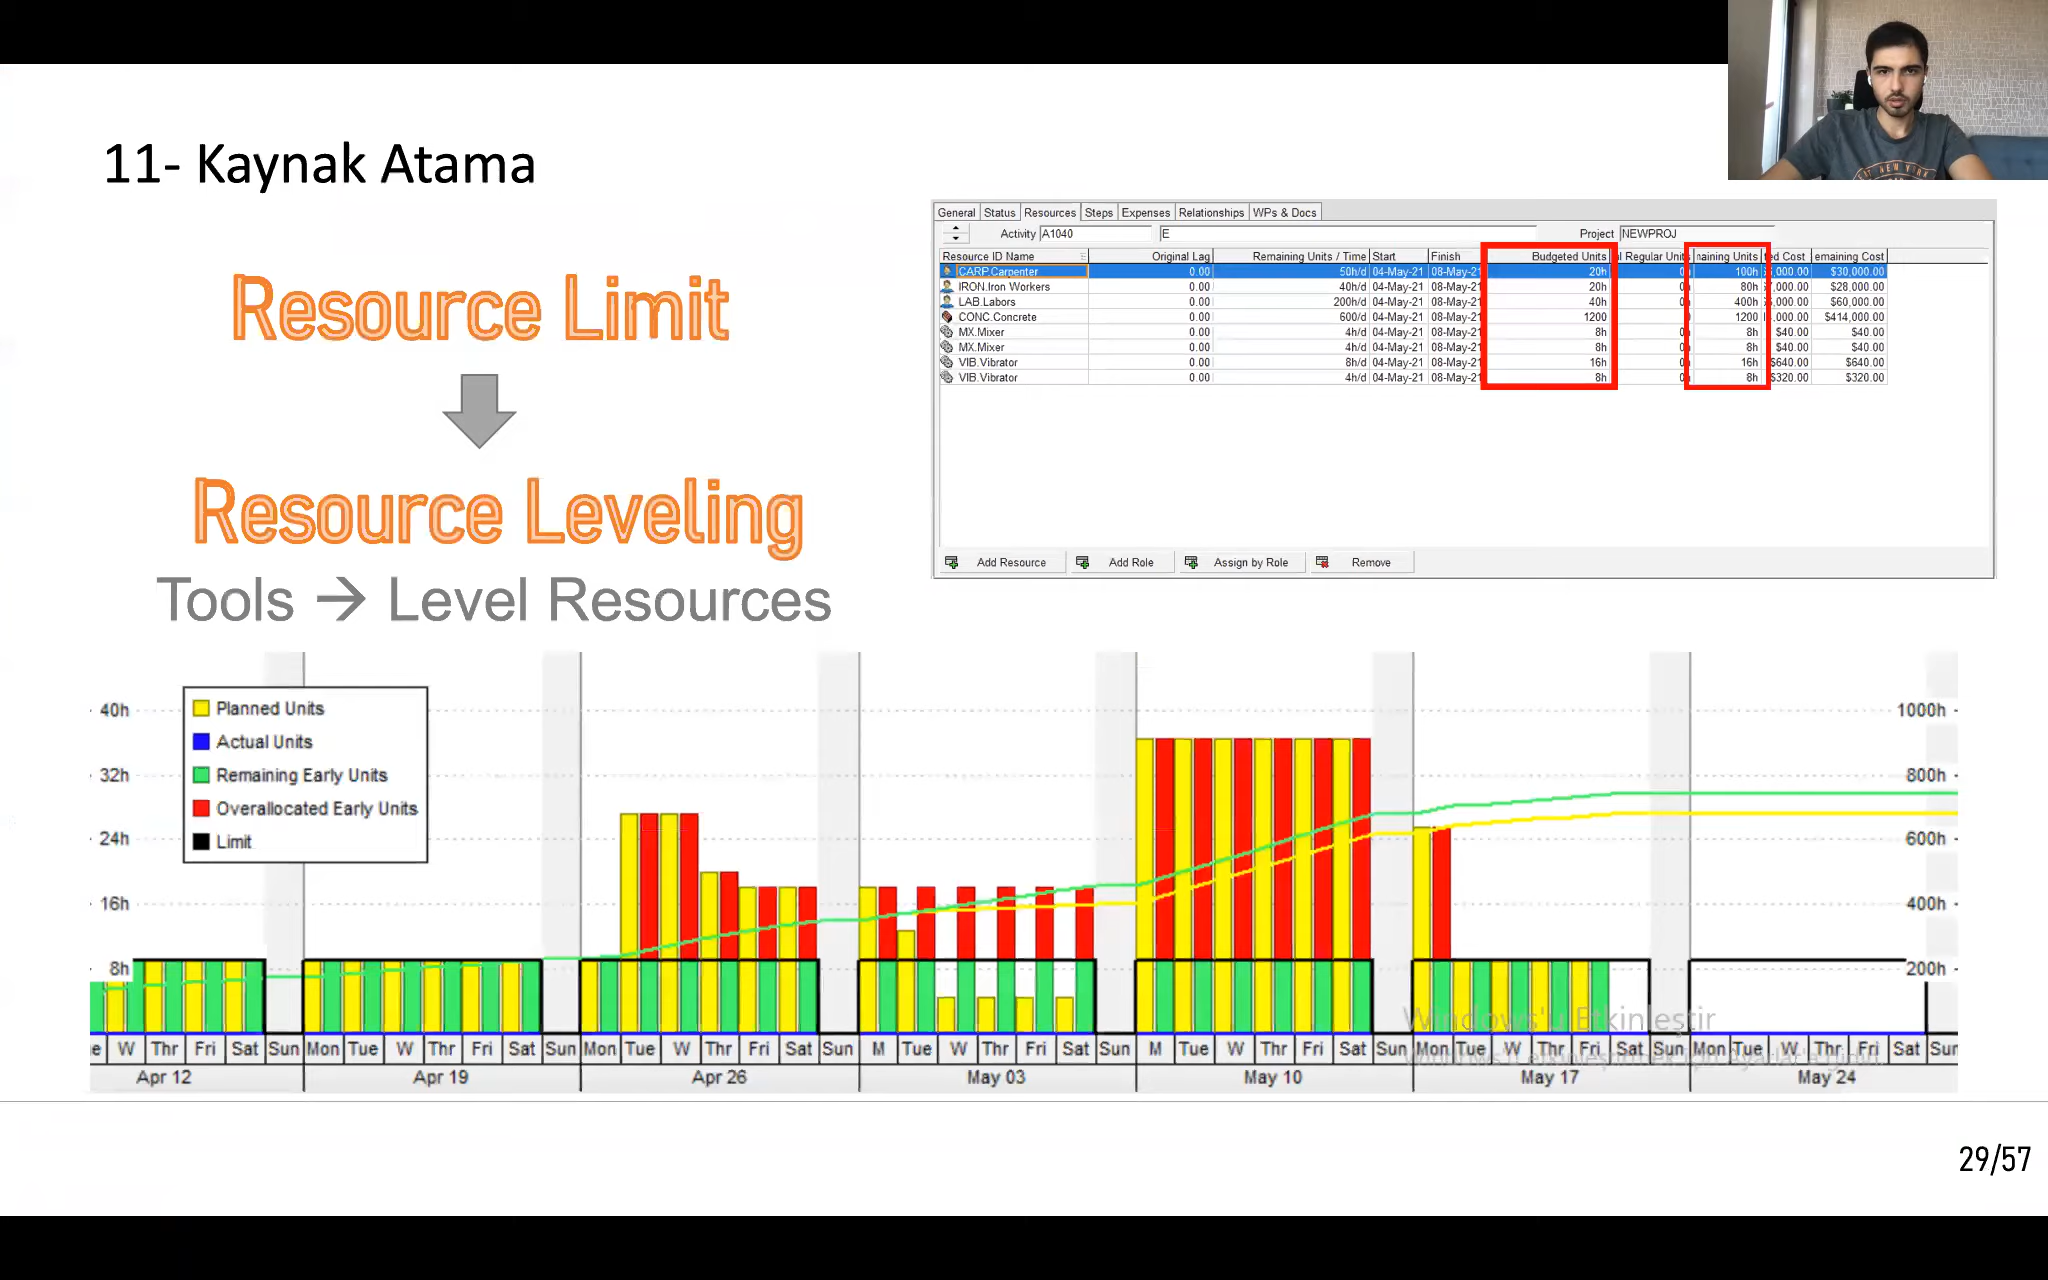 11- Kaynak Atama
Resource Limit
Resource Leveling
Tools → Level Resources
General Status Resources Steps Expenses Relationships WPs & Docs
Activity A1040 E Project NEWPROJ
Resource ID Name Original Lag Remaining Units / Time Start Finish Budgeted Units Regular Units naining Units ed Cost emaining Cost
CARP.Carpenter 0.00 50h/d 04-May-21 08-May-21 20h 100h ,000.00 $30,000.00
IRON.Iron Workers 0.00 40h/d 04-May-21 08-May-21 20h 80h ,000.00 $28,000.00
LAB.Labors 0.00 200h/d 04-May-21 08-May-21 40h 400h ,000.00 $60,000.00
CONC.Concrete 0.00 600/d 04-May-21 08-May-21 1200 1200 ,000.00 $414,000.00
MX.Mixer 0.00 4h/d 04-May-21 08-May-21 8h 8h $40.00 $40.00
MX.Mixer 0.00 4h/d 04-May-21 08-May-21 8h 8h $40.00 $40.00
VIB.Vibrator 0.00 8h/d 04-May-21 08-May-21 16h 16h $640.00 $640.00
VIB.Vibrator 0.00 4h/d 04-May-21 08-May-21 8h 8h $320.00 $320.00
Add Resource Add Role Assign by Role Remove
Planned Units
Actual Units
Remaining Early Units
Overallocated Early Units
Limit
40h 1000h
32h 800h
24h 600h
16h 400h
8h 200h
Windows'u Etkinleştir
e W Thr Fri Sat Sun Mon Tue W Thr Fri Sat Sun Mon Tue W Thr Fri Sat Sun M Tue W Thr Fri Sat Sun M Tue W Thr Fri Sat Sun Mon Tue W Thr Fri Sat Sun Mon Tue W Thr Fri Sat Sun
Apr 12 Apr 19 Apr 26 May 03 May 10 May 17 May 24
29/57